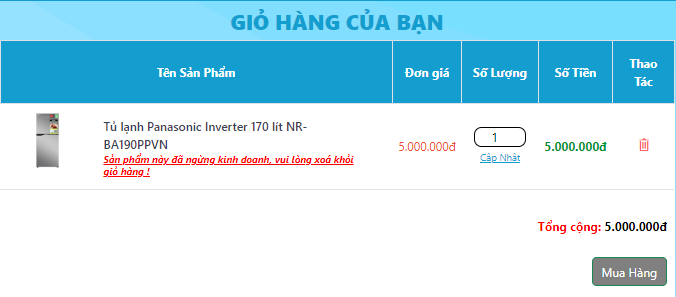 GIỎ HÀNG CỦA BẠN
Tên Sản Phẩm
Đơn giá
Số Lượng
Số Tiền
Thao
Tác
Tủ lạnh Panasonic Inverter 170 lít NR-
BA190PPVN
Sản phẩm này đã ngừng kinh doanh, vui lòng xoá khỏi
giỏ hàng !
5.000.000đ
1
Cập Nhật
5.000.000đ
Tổng cộng: 5.000.000đ
Mua Hàng